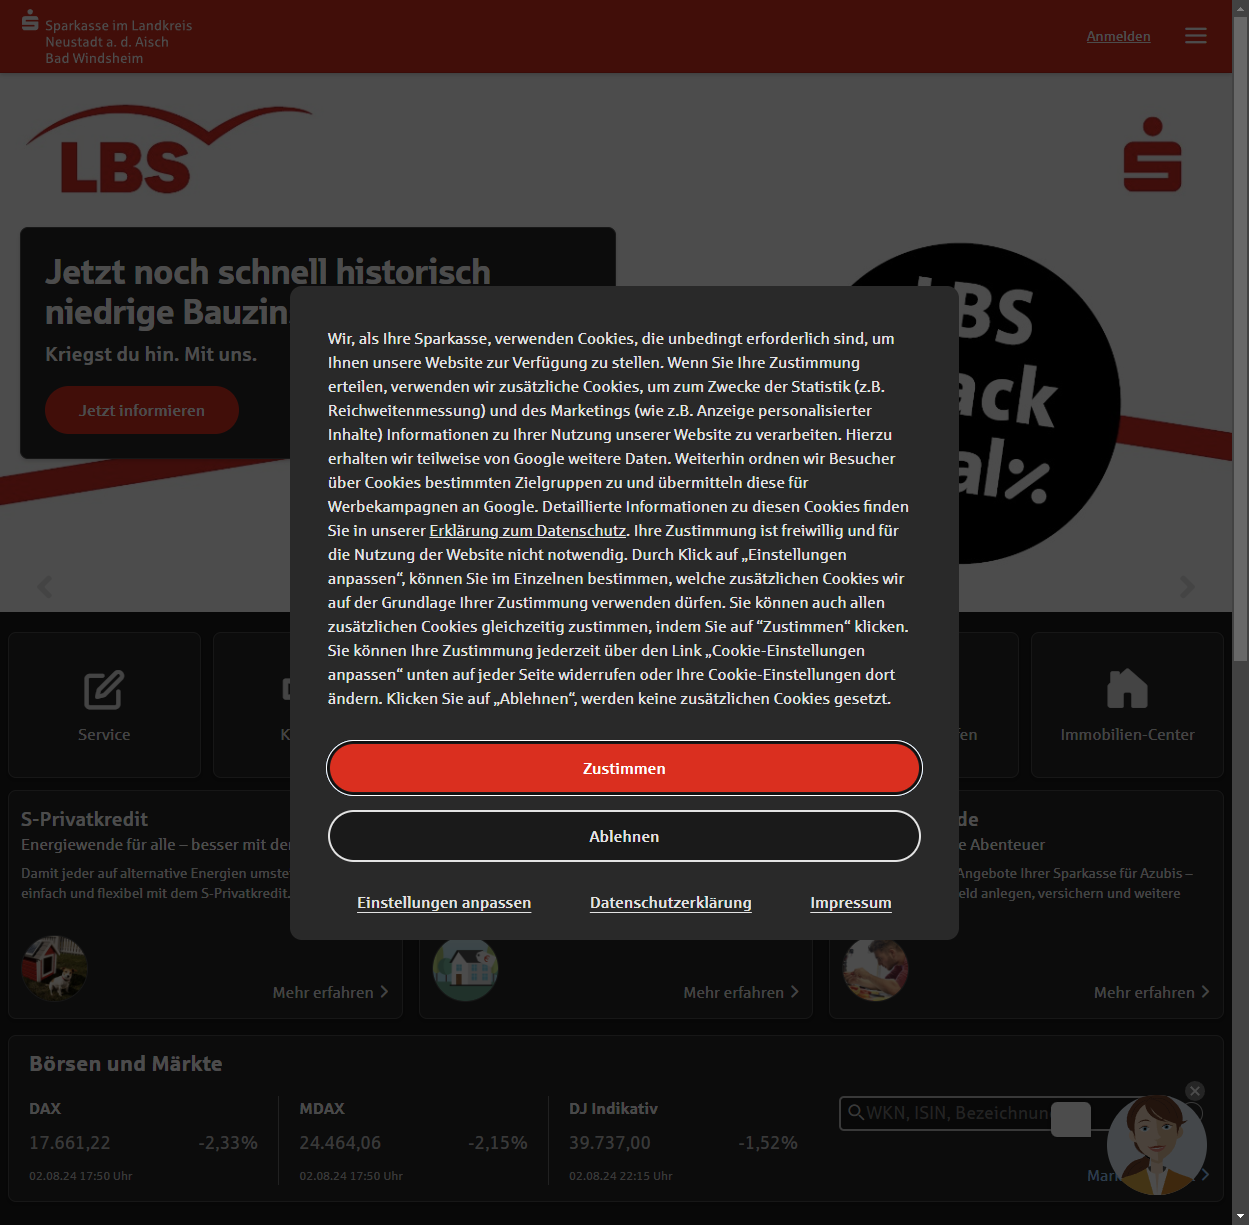 Sparkasse im Landkreis
Neustadt a. d. Aisch
Bad Windsheim
Anmelden
LBS
Jetzt noch schnell historisch
niedrige Bauzin
Kriegst du hin. Mit uns.
Jetzt informieren
LBS
ack
al%
Wir, als Ihre Sparkasse, verwenden Cookies, die unbedingt erforderlich sind, um
Ihnen unsere Website zur Verfügung zu stellen. Wenn Sie Ihre Zustimmung
erteilen, verwenden wir zusätzliche Cookies, um zum Zwecke der Statistik (z.B.
Reichweitenmessung) und des Marketings (wie z.B. Anzeige personalisierter
Inhalte) Informationen zu Ihrer Nutzung unserer Website zu verarbeiten. Hierzu
erhalten wir teilweise von Google weitere Daten. Weiterhin ordnen wir Besucher
über Cookies bestimmten Zielgruppen zu und übermitteln diese für
Werbekampagnen an Google. Detaillierte Informationen zu diesen Cookies finden
Sie in unserer Erklärung zum Datenschutz. Ihre Zustimmung ist freiwillig und für
die Nutzung der Website nicht notwendig. Durch Klick auf „Einstellungen
anpassen“, können Sie im Einzelnen bestimmen, welche zusätzlichen Cookies wir
auf der Grundlage Ihrer Zustimmung verwenden dürfen. Sie können auch allen
zusätzlichen Cookies gleichzeitig zustimmen, indem Sie auf “Zustimmen“ klicken.
Sie können Ihre Zustimmung jederzeit über den Link „Cookie-Einstellungen
anpassen“ unten auf jeder Seite widerrufen oder Ihre Cookie-Einstellungen dort
ändern. Klicken Sie auf „Ablehnen“, werden keine zusätzlichen Cookies gesetzt.
Zustimmen
Ablehnen
Einstellungen anpassen Datenschutzerklärung Impressum
Service
K
fen
Immobilien-Center
S-Privatkredit
Energiewende für alle – besser mit de
Damit jeder auf alternative Energien umste
einfach und flexibel mit dem S-Privatkredit.
Mehr erfahren
Mehr erfahren
de
e Abenteuer
Angebote Ihrer Sparkasse für Azubis –
eld anlegen, versichern und weitere
Mehr erfahren
Börsen und Märkte
DAX
17.661,22 -2,33%
02.08.24 17:50 Uhr
MDAX
24.464,06 -2,15%
02.08.24 17:50 Uhr
DJ Indikativ
39.737,00 -1,52%
02.08.24 22:15 Uhr
WKN, ISIN, Bezeichnun
Mar